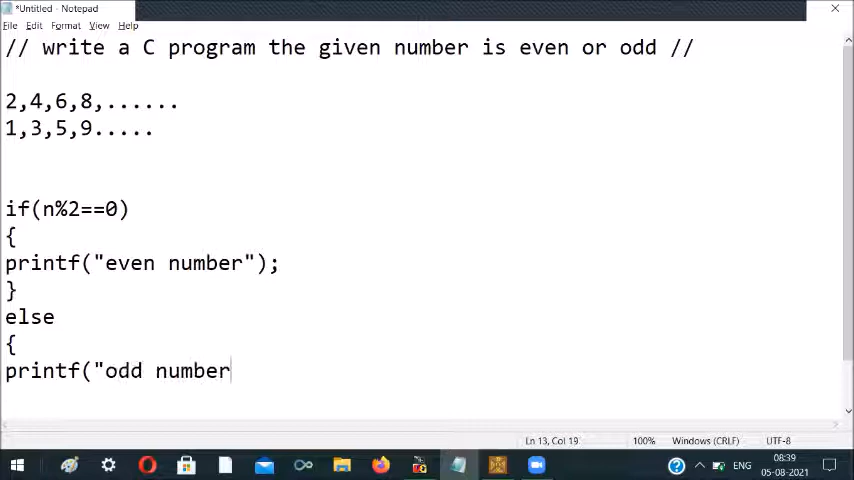 *Untitled - Notepad
File Edit Format View Help
// write a C program the given number is even or odd //
2,4,6,8,......
1,3,5,9.....
if(n%2==0)
{
printf("even number");
}
else
{
printf("odd number
Ln 13, Col 19 100% Windows (CRLF) UTF-8
ENG
08:39
05-08-2021